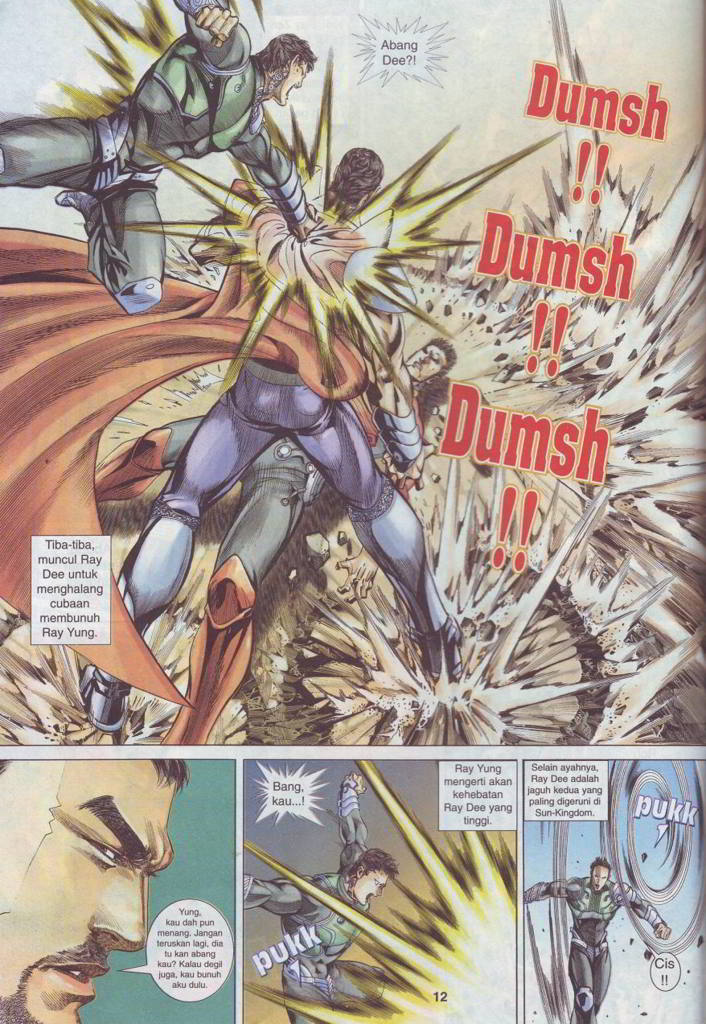 Abang
Dee?!
Dumsh
!!
Dumsh
!!
Dumsh
!!
Tiba-tiba,
muncul Ray
Dee untuk
menghalang
cubaan
membunuh
Ray Yung.
Yung,
kau dah pun
menang. Jangan
teruskan lagi, dia
tu kan abang
kau? Kalau degil
juga, kau bunuh
aku dulu.
Bang,
kau...!
pukk
Ray Yung
mengerti akan
kehebatan
Ray Dee yang
tinggi.
Selain ayahnya,
Ray Dee adalah
jaguh kedua yang
paling digeruni di
Sun-Kingdom.
pukk
Cis
!!
12